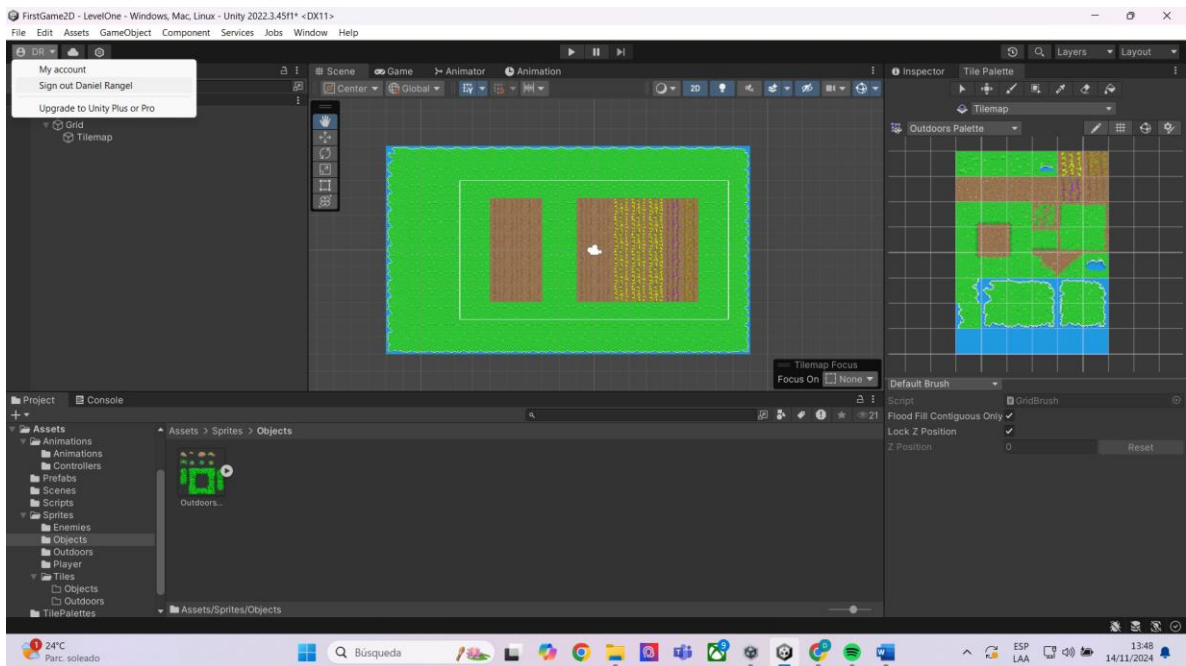 FirstGame2D - LevelOne - Windows, Mac, Linux - Unity 2022.3.45f1* <DX11>
File Edit Assets GameObject Component Services Jobs Window Help
DR
Layers
Layout
My account
Sign out Daniel Rangel
Upgrade to Unity Plus or Pro
Grid
Tilemap
Scene
Game
Animator
Animation
Center
Global
2D
Tilemap Focus
Focus On
None
Inspector
Tile Palette
Tilemap
Outdoors Palette
Default Brush
Script
GridBrush
Flood Fill Contiguous Only
Lock Z Position
Z Position
0
Reset
Project
Console
21
Assets
Animations
Animations
Controllers
Prefabs
Scenes
Scripts
Sprites
Enemies
Objects
Outdoors
Player
Tiles
Objects
Outdoors
TilePalettes
Assets > Sprites > Objects
Outdoors...
Assets/Sprites/Objects
24°C
Parc. soleado
Búsqueda
ESP
LAA
13:48
14/11/2024